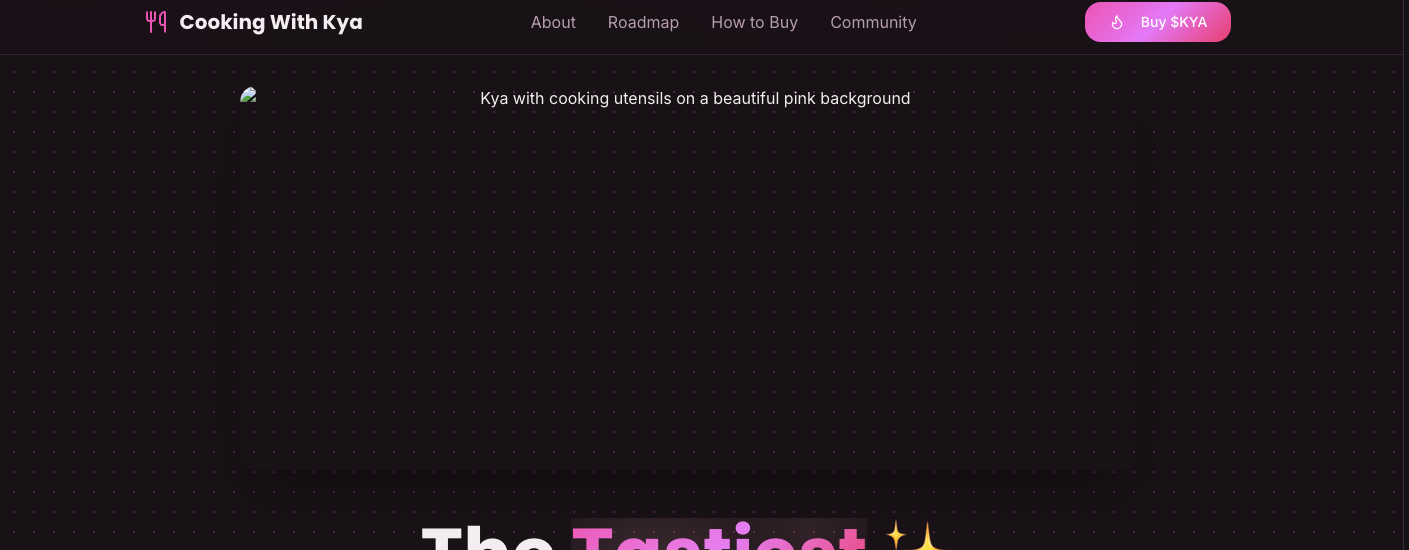 Cooking With Kya
About
Roadmap
How to Buy
Community
Buy $KYA
Kya with cooking utensils on a beautiful pink background
The Tastiest ✨